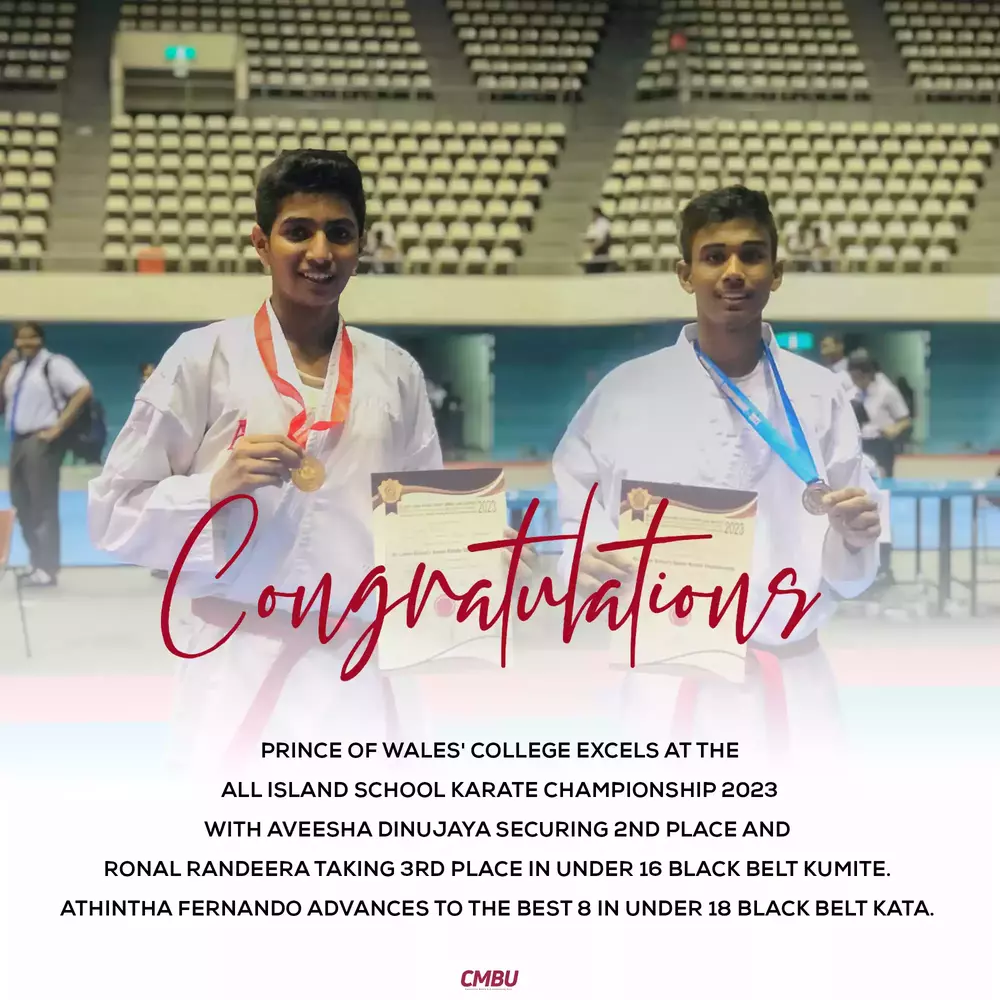 2023
2023
Congratulations
PRINCE OF WALES' COLLEGE EXCELS AT THE
ALL ISLAND SCHOOL KARATE CHAMPIONSHIP 2023
WITH AVEESHA DINUJAYA SECURING 2ND PLACE AND
RONAL RANDEERA TAKING 3RD PLACE IN UNDER 16 BLACK BELT KUMITE.
ATHINTHA FERNANDO ADVANCES TO THE BEST 8 IN UNDER 18 BLACK BELT KATA.
CMBU